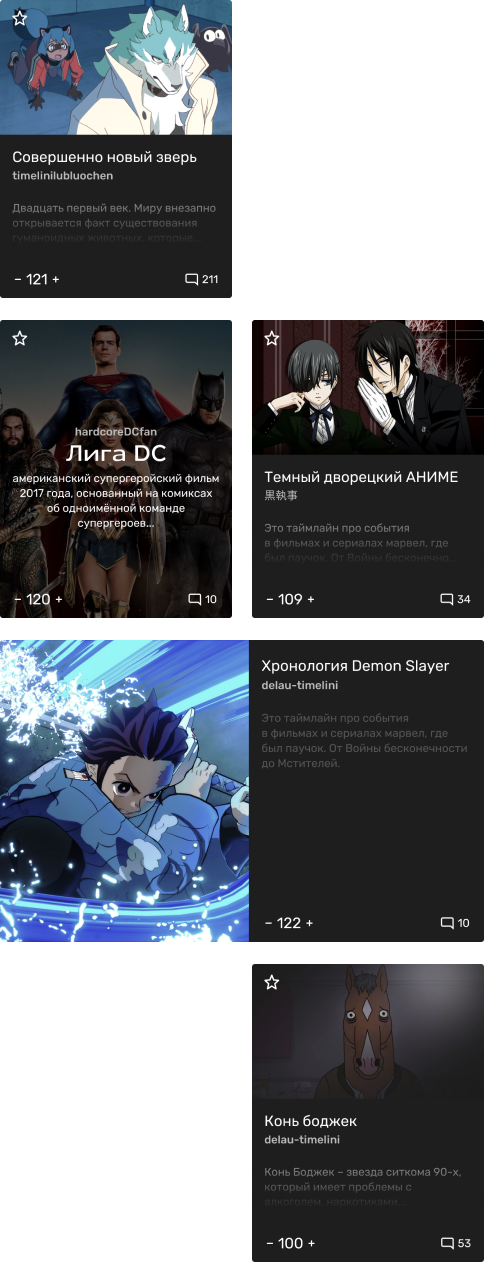 Совершенно новый зверь
timelinilubluochen
Двадцать первый век. Миру внезапно
открывается факт существования
гуманоидных животных, которые...
– 121 +
211
hardcoreDCfan
Лига DC
американский супергеройский фильм
2017 года, основанный на комиксах
об одноимённой команде
супергероев...
– 120 +
10
Темный дворецкий АНИМЕ
黒執事
Это таймлайн про события
в фильмах и сериалах марвел, где
был паучок. От Войны бесконечно...
– 109 +
34
Хронология Demon Slayer
delau-timelini
Это таймлайн про события
в фильмах и сериалах марвел, где
был паучок. От Войны бесконечности
до Мстителей.
– 122 +
10
Конь боджек
delau-timelini
Конь Боджек – звезда ситкома 90-х,
который имеет проблемы с
алкоголем, наркотиками...
– 100 +
53